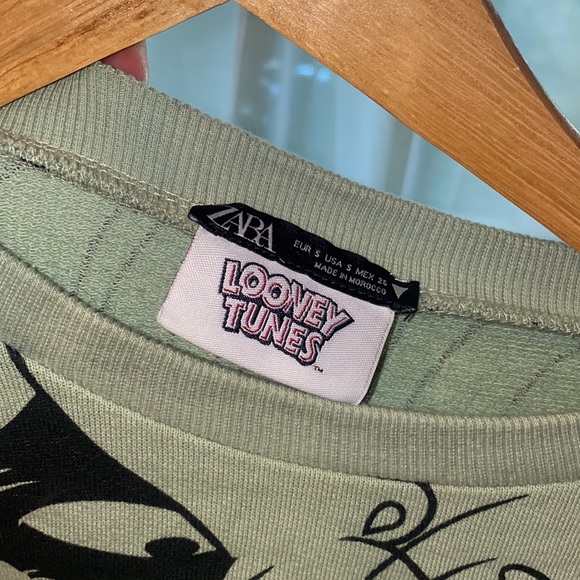 ZARA
EUR S USA S MEX 26
MADE IN MOROCCO
LOONEY
TUNES
™